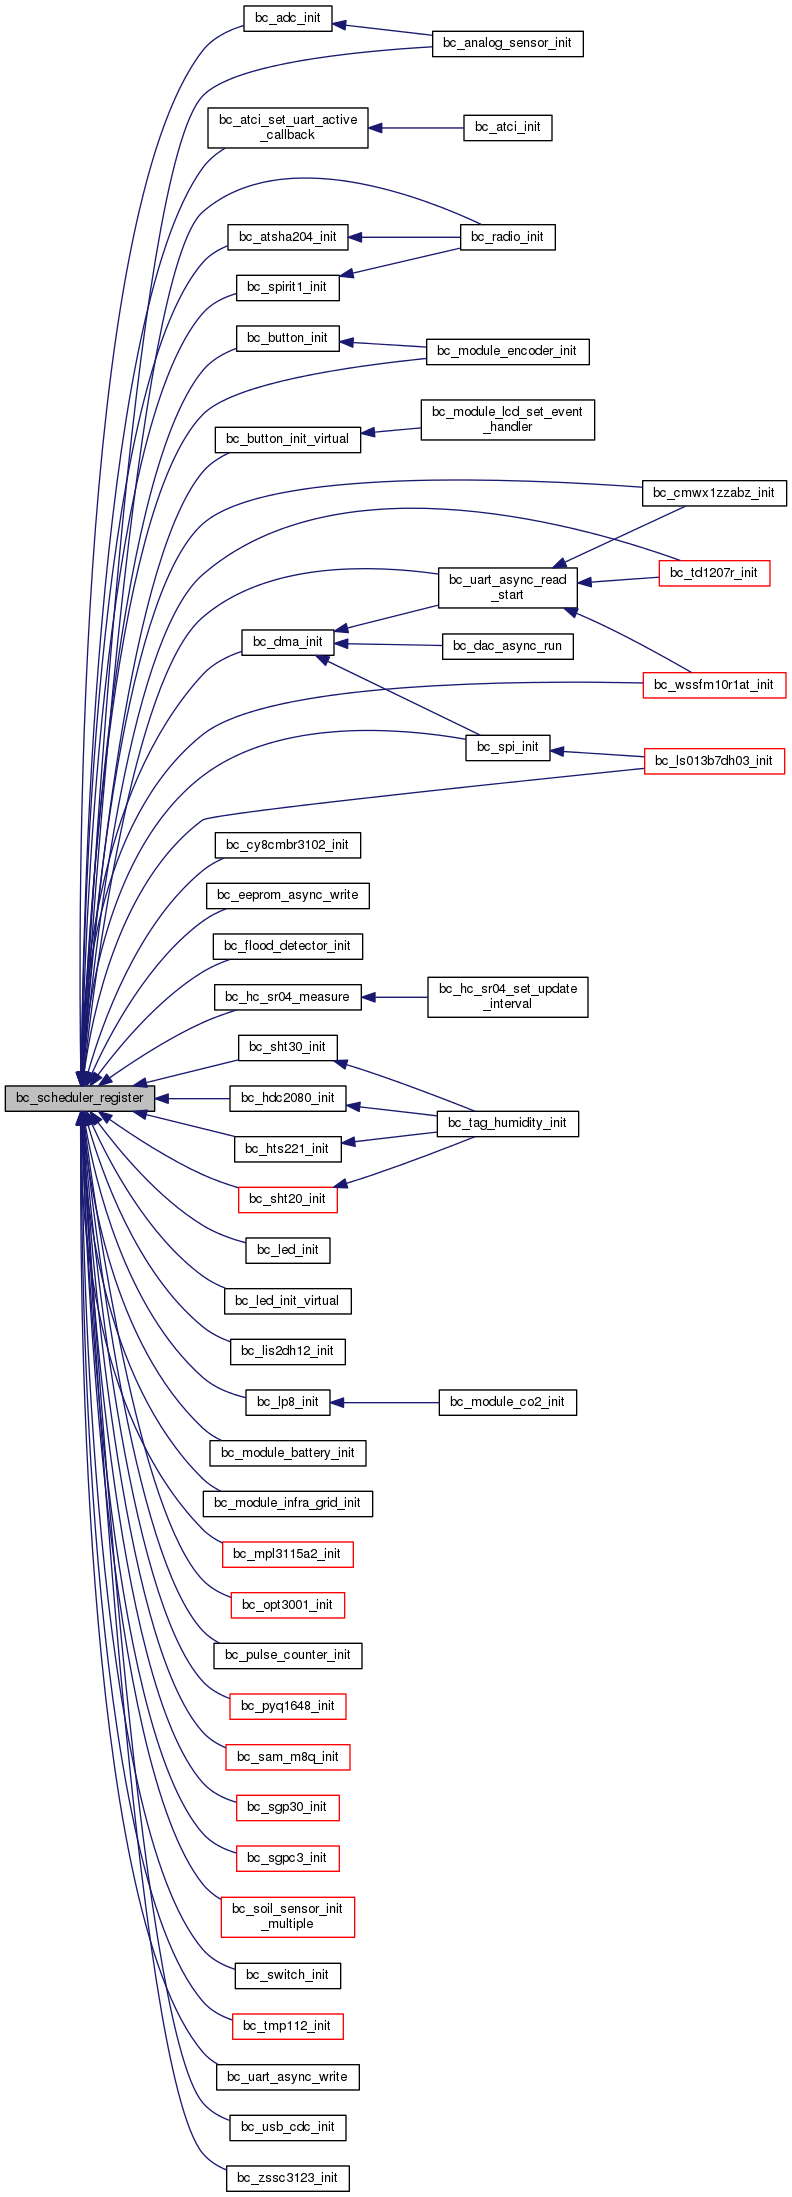 bc_adc_init
bc_analog_sensor_init
bc_atci_set_uart_active
_callback
bc_atci_init
bc_atsha204_init
bc_radio_init
bc_spirit1_init
bc_button_init
bc_module_encoder_init
bc_module_lcd_set_event
_handler
bc_button_init_virtual
bc_cmwx1zzabz_init
bc_uart_async_read
_start
bc_td1207r_init
bc_dma_init
bc_dac_async_run
bc_wssfm10r1at_init
bc_spi_init
bc_ls013b7dh03_init
bc_cy8cmbr3102_init
bc_eeprom_async_write
bc_flood_detector_init
bc_hc_sr04_measure
bc_hc_sr04_set_update
_interval
bc_sht30_init
bc_scheduler_register
bc_hdc2080_init
bc_tag_humidity_init
bc_hts221_init
bc_sht20_init
bc_led_init
bc_led_init_virtual
bc_lis2dh12_init
bc_lp8_init
bc_module_co2_init
bc_module_battery_init
bc_module_infra_grid_init
bc_mpl3115a2_init
bc_opt3001_init
bc_pulse_counter_init
bc_pyq1648_init
bc_sam_m8q_init
bc_sgp30_init
bc_sgpc3_init
bc_soil_sensor_init
_multiple
bc_switch_init
bc_tmp112_init
bc_uart_async_write
bc_usb_cdc_init
bc_zssc3123_init